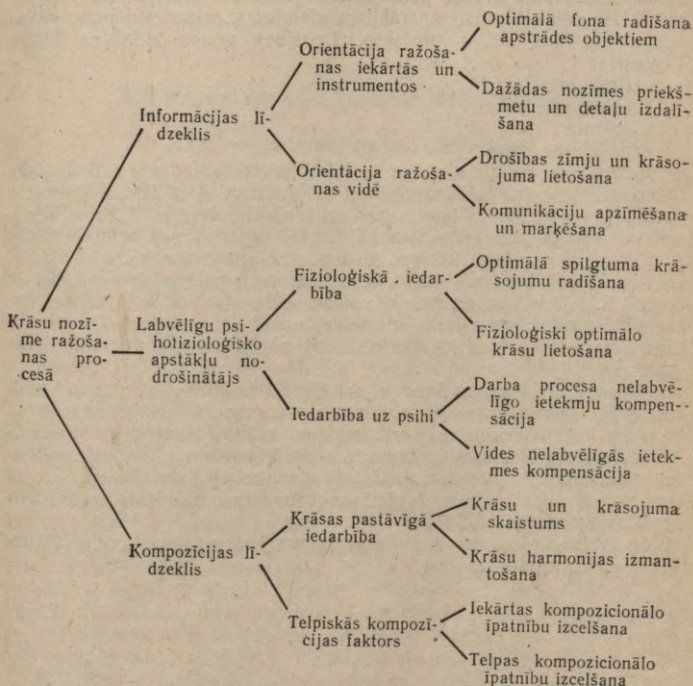 Krāsu nozī-
me ražoša-
nas pro-
cesā
Informācijas lī-
dzeklis
Orientācija ražoša-
nas iekārtās un
instrumentos
Optimālā fona radīšana
apstrādes objektiem
Dažādas nozīmes priekš-
metu un detaļu izdalī-
šana
Orientācija ražoša-
nas vidē
Drošības zīmju un krāso-
juma lietošana
Komunikāciju apzīmēšana
un marķēšana
Labvēlīgu psi-
hotizioloģisko
apstākļu no-
drošinātājs
Fizioloģiskā . iedar-
bība
Optimālā spilgtuma krā-
sojumu radīšana
Fizioloģiski optimālo
krāsu lietošana
Iedarbība uz psihi
Darba procesa nelabvē-
līgo ietekmju kompen--
sācija
Vides nelabvēlīgās ietek-
mes kompensācija
Kompozīcijas lī-
dzeklis
Krāsas pastāvīgā
iedarbība
Krāsu un krāsojuma
skaistums
Krāsu harmonijas izman-
tošana
Telpiskās kompozī-
cijas faktors
Iekārtas kompozicionālo
īpatnību izcelšana
Telpas kompozicionālo
īpatnību izcelšana